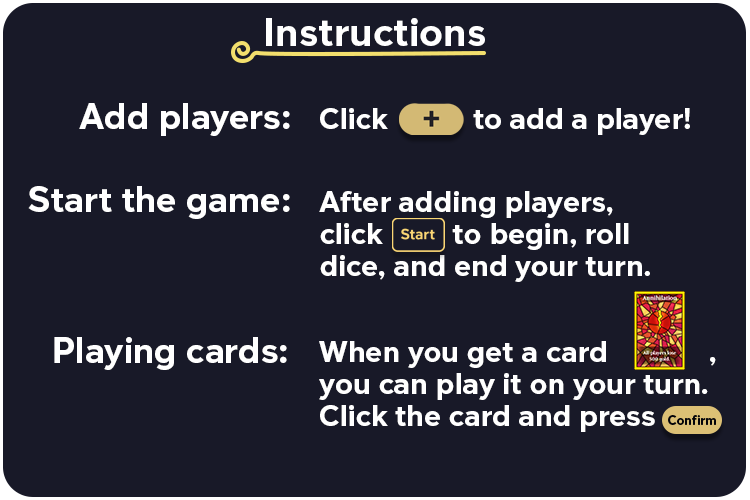 Instructions
Add players: Click + to add a player!
Start the game: After adding players,
click Start to begin, roll
dice, and end your turn.
Annihilation
All players lose
500 gold.
Playing cards: When you get a card ,
you can play it on your turn.
Click the card and press Confirm